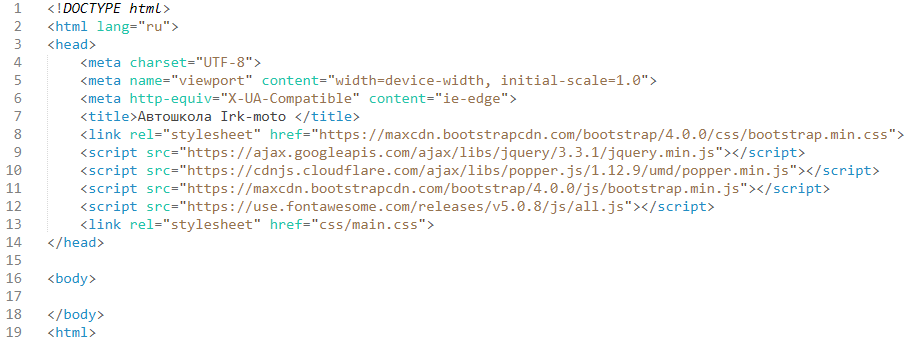 1 <!DOCTYPE html>
2 <html lang="ru">
3 <head>
4 <meta charset="UTF-8">
5 <meta name="viewport" content="width=device-width, initial-scale=1.0">
6 <meta http-equiv="X-UA-Compatible" content="ie-edge">
7 <title>Автошкола Irk-moto </title>
8 <link rel="stylesheet" href="https://maxcdn.bootstrapcdn.com/bootstrap/4.0.0/css/bootstrap.min.css">
9 <script src="https://ajax.googleapis.com/ajax/libs/jquery/3.3.1/jquery.min.js"></script>
10 <script src="https://cdnjs.cloudflare.com/ajax/libs/popper.js/1.12.9/umd/popper.min.js"></script>
11 <script src="https://maxcdn.bootstrapcdn.com/bootstrap/4.0.0/js/bootstrap.min.js"></script>
12 <script src="https://use.fontawesome.com/releases/v5.0.8/js/all.js"></script>
13 <link rel="stylesheet" href="css/main.css">
14 </head>
15
16 <body>
17
18 </body>
19 <html>